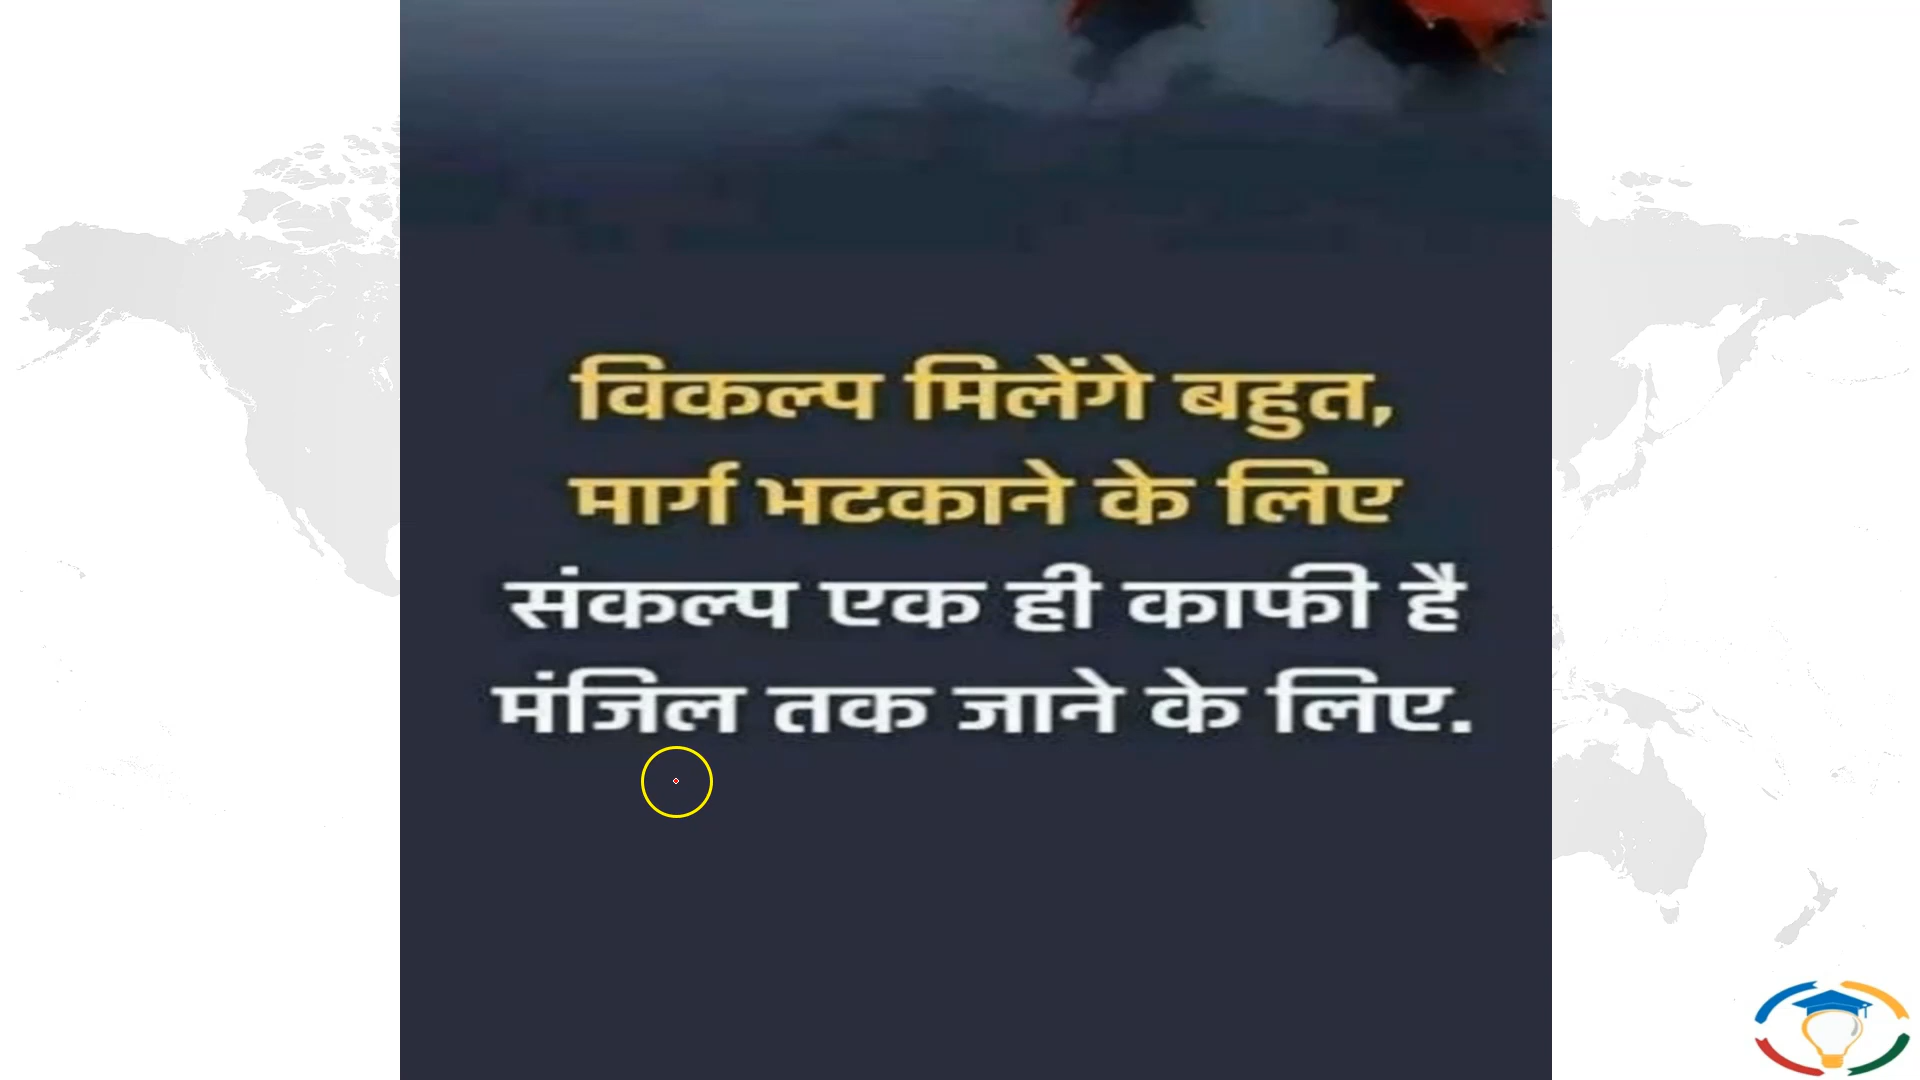 विकल्प मिलेंगे बहुत,
मार्ग भटकाने के लिए
संकल्प एक ही काफी है
मंजिल तक जाने के लिए.